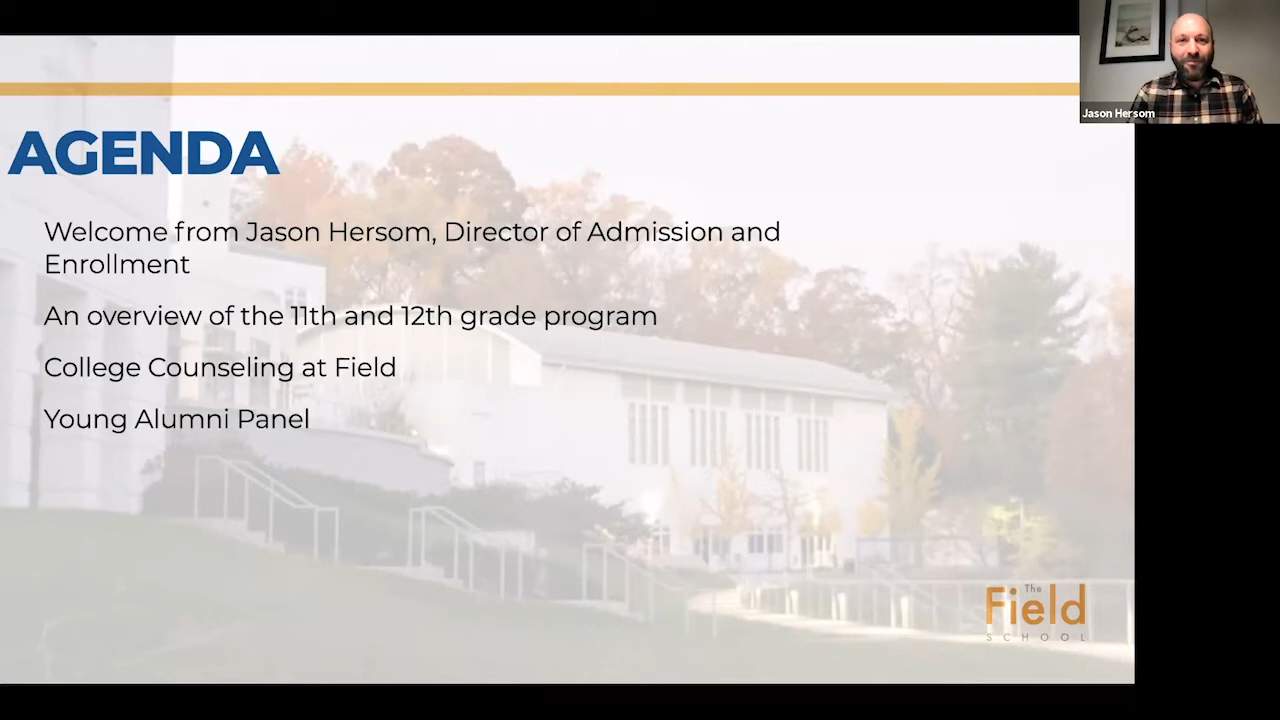 Jason Hersom
AGENDA
Welcome from Jason Hersom, Director of Admission and
Enrollment
An overview of the 11th and 12th grade program
College Counseling at Field
Young Alumni Panel
The
Field
SCHOOL